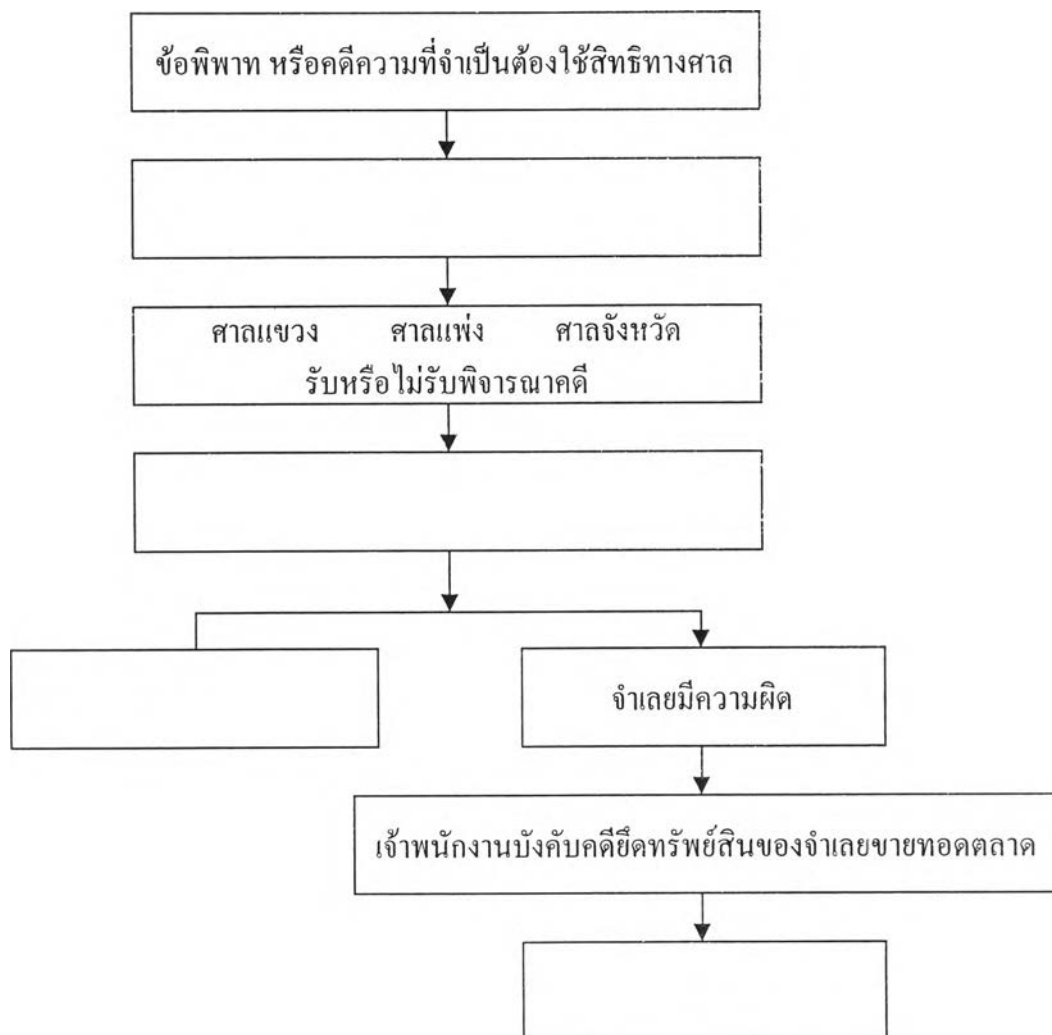 ข้อพิพาท หรือคดีความที่จำเป็นต้องใช้สิทธิทางศาล
ศาลแขวง ศาลแพ่ง ศาลจังหวัด
รับหรือไม่รับพิจารณาคดี
จำเลยมีความผิด
เจ้าพนักงานบังคับคดียึดทรัพย์สินของจำเลยขายทอดตลาด